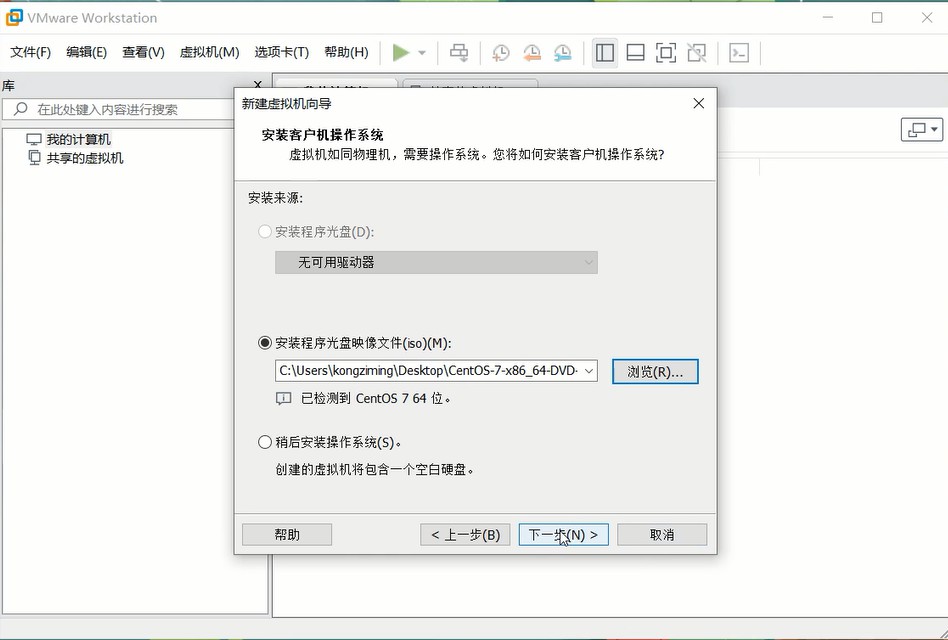 VMware Workstation
文件(F) 编辑(E) 查看(V) 虚拟机(M) 选项卡(T) 帮助(H)
库
在此处键入内容进行搜索
我的计算机
共享的虚拟机
新建虚拟机向导
安装客户机操作系统
虚拟机如同物理机，需要操作系统。您将如何安装客户机操作系统?
安装来源:
安装程序光盘(D):
无可用驱动器
安装程序光盘映像文件(iso)(M):
C:\Users\kongziming\Desktop\CentOS-7-x86_64-DVD-
浏览(R)...
已检测到 CentOS 7 64 位。
稍后安装操作系统(S)。
创建的虚拟机将包含一个空白硬盘。
帮助
< 上一步(B)
下一步(N) >
取消